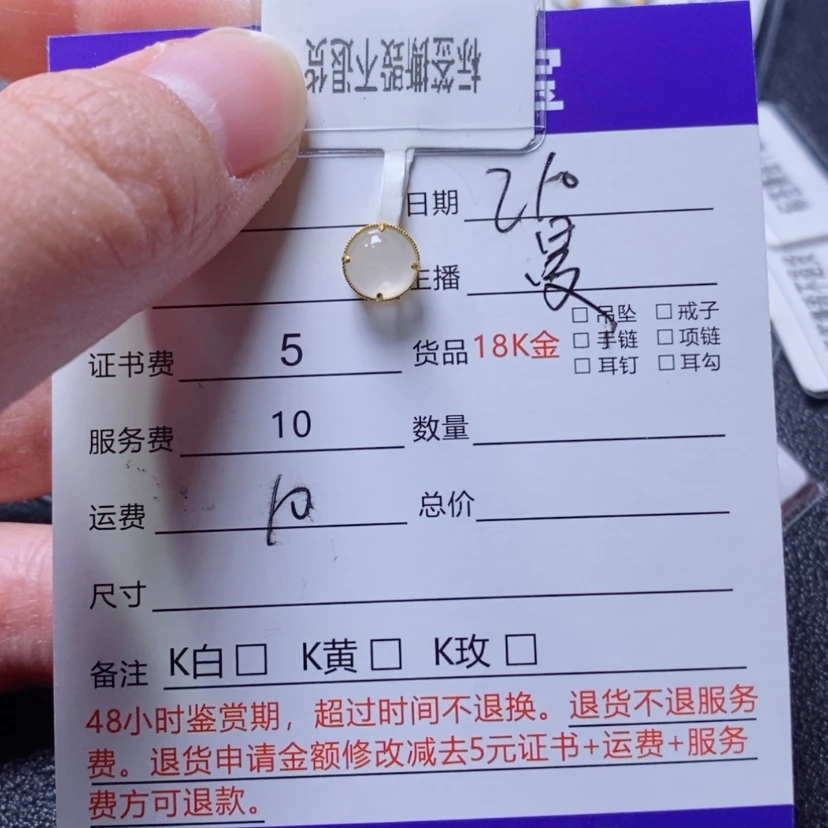 标签撕毁不退货
日期
主播 曼
证书费 5 货品 18K金 □吊坠 □戒子
□手链 □项链
□耳钉 □耳勾
服务费 10 数量
运费 10 总价
尺寸
备注 K白□ K黄□ K玫□
48小时鉴赏期，超过时间不退换。退货不退服务
费。退货申请金额修改减去5元证书+运费+服务
费方可退款。